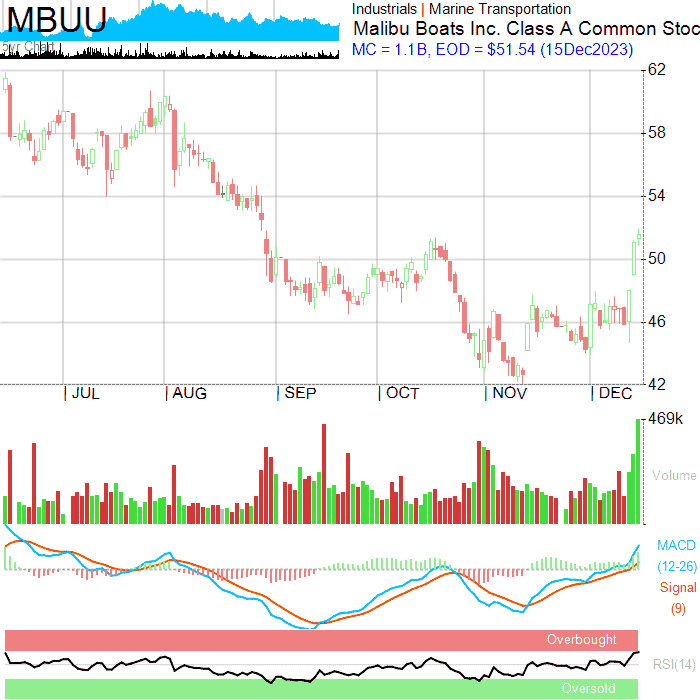 MBUU
5yr Chart
Industrials | Marine Transportation
Malibu Boats Inc. Class A Common Stoc
MC = 1.1B, EOD = $51.54 (15Dec2023)
62
58
54
50
46
42
| JUL | AUG | SEP | OCT | NOV | DEC
469k
Volume
MACD
(12-26)
Signal
(9)
Overbought
RSI(14)
Oversold